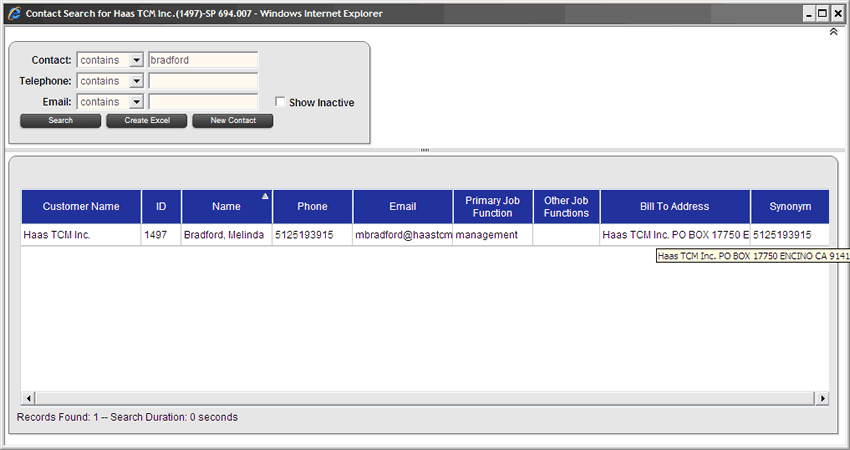 Contact Search for Haas TCM Inc.(1497)-SP 694.007 - Windows Internet Explorer
Contact: contains bradford
Telephone: contains
Email: contains Show Inactive
Search Create Excel New Contact
Customer Name ID Name Phone Email Primary Job Function Other Job Functions Bill To Address Synonym
Haas TCM Inc. 1497 Bradford, Melinda 5125193915 mbradford@haastcm management Haas TCM Inc. PO BOX 17750 E 5125193915
Haas TCM Inc. PO BOX 17750 ENCINO CA 9141
Records Found: 1 -- Search Duration: 0 seconds